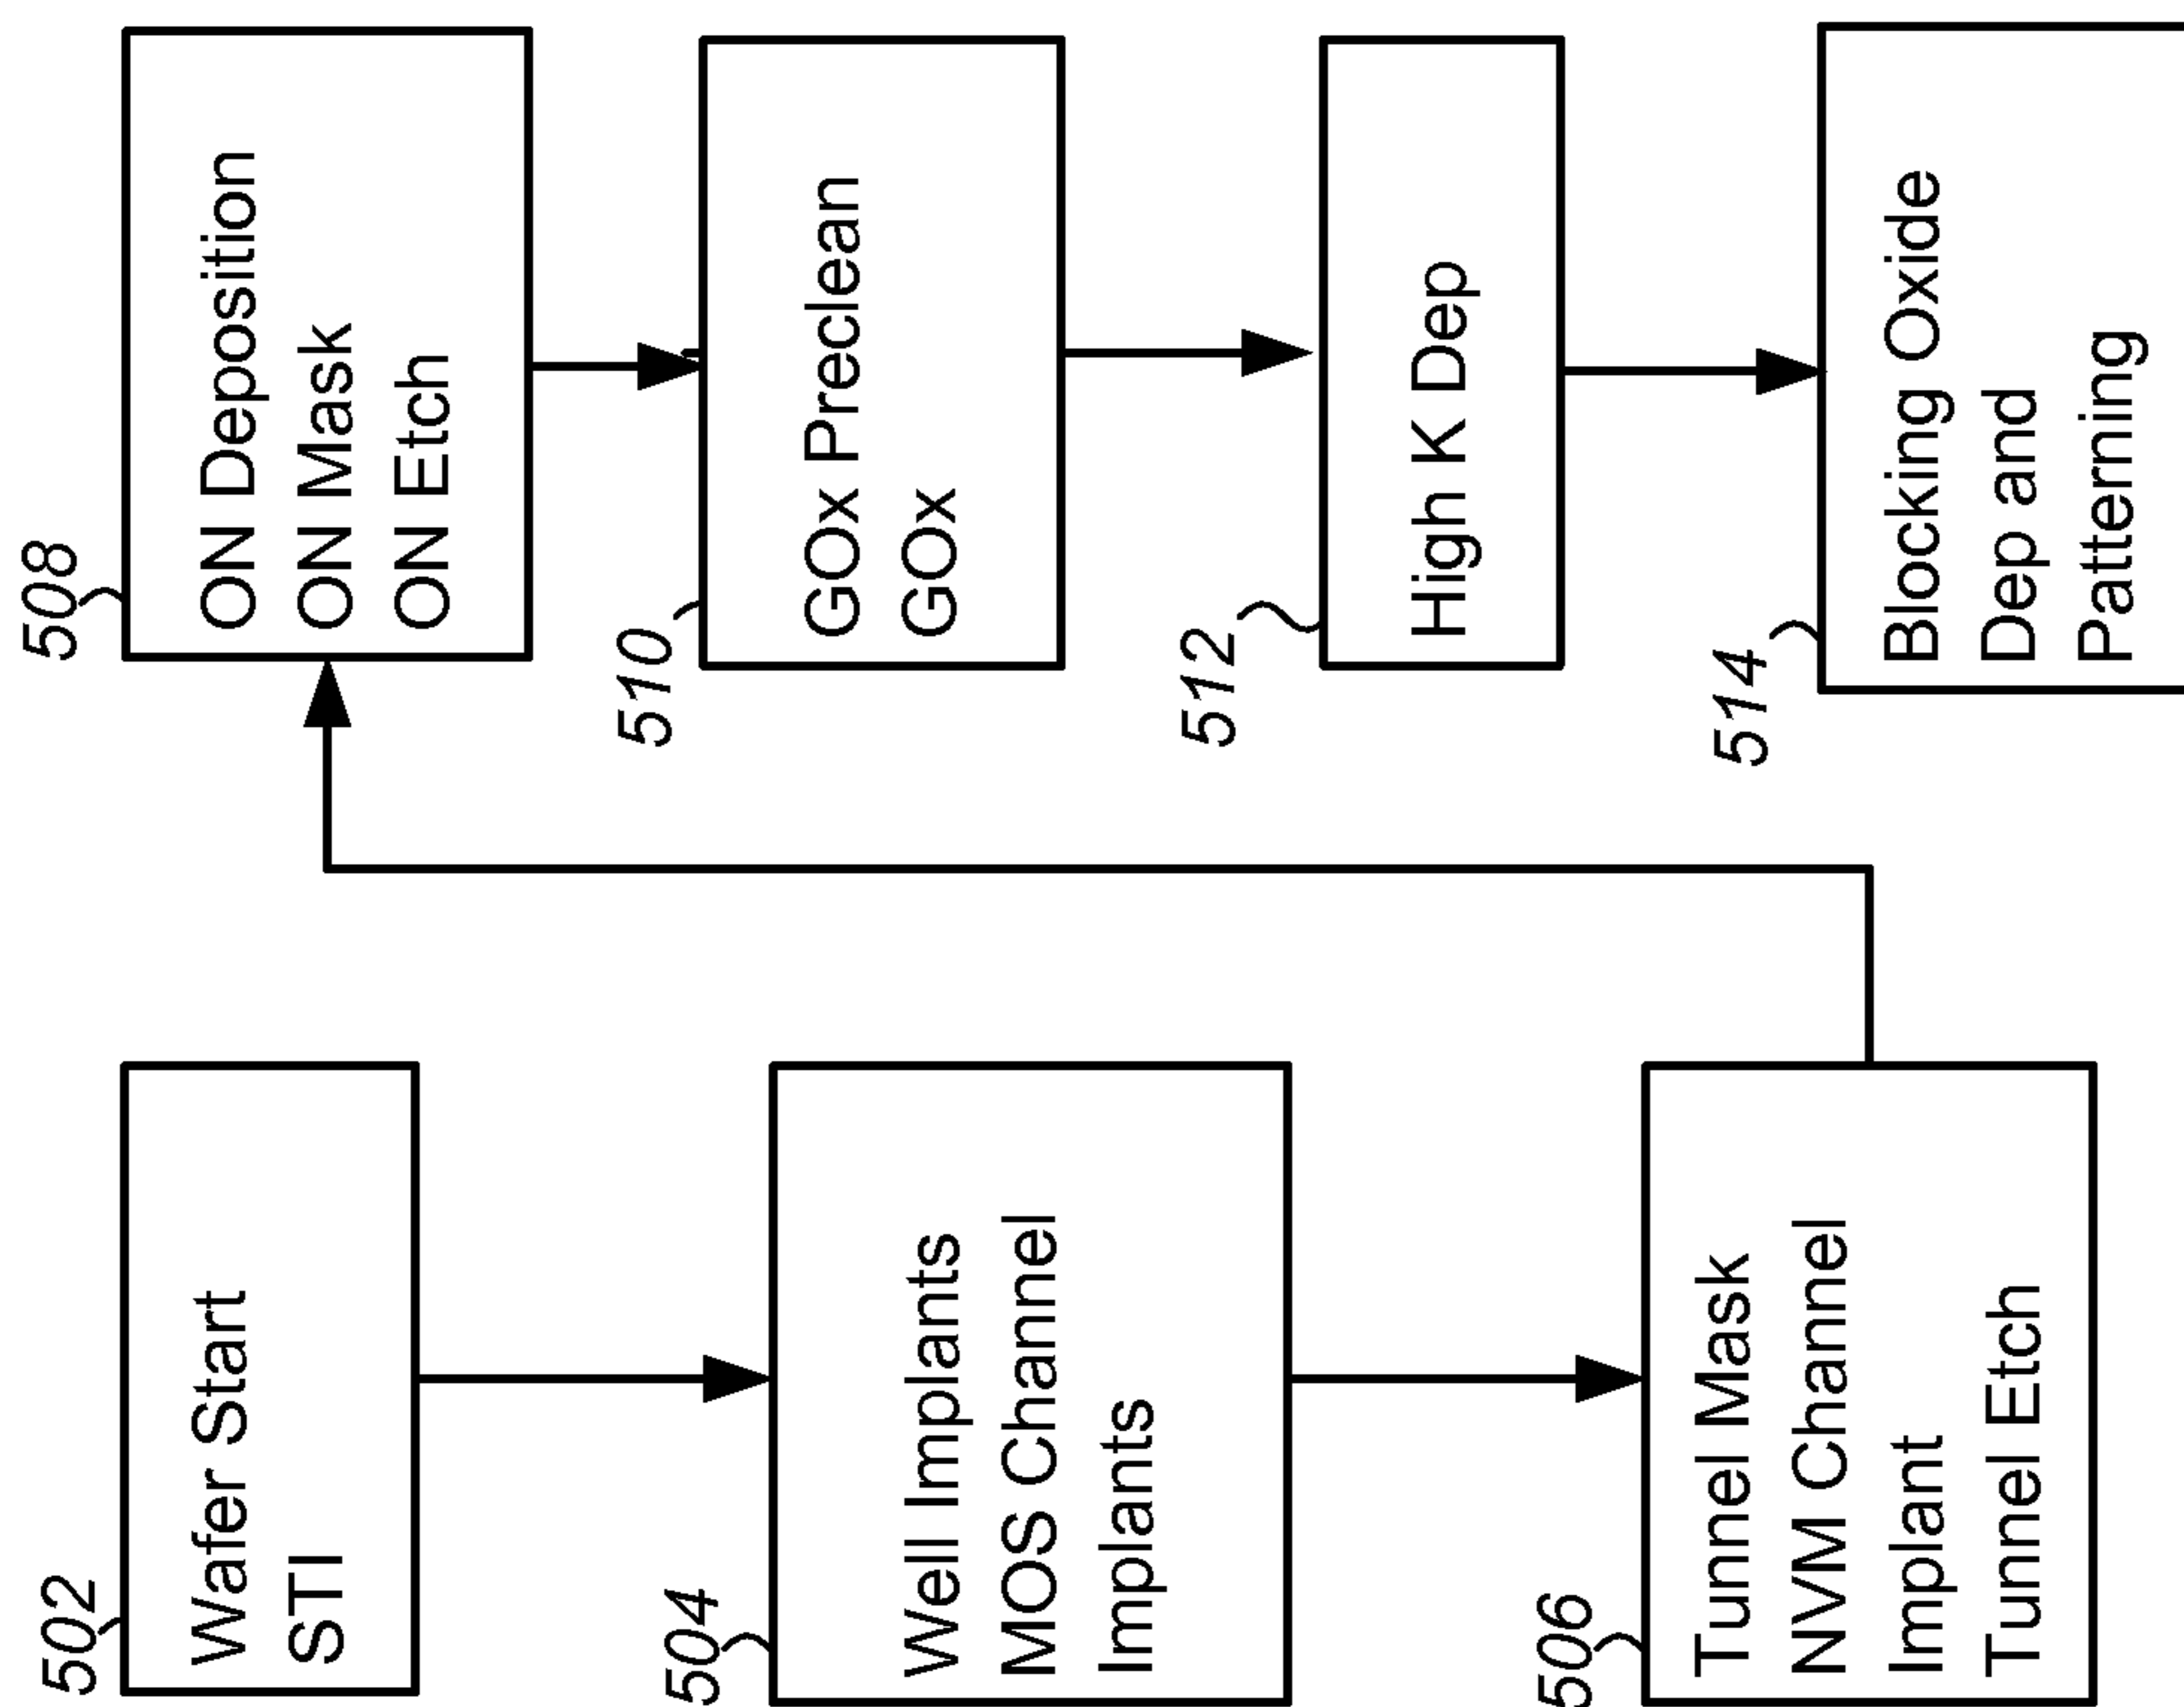 502
Wafer Start
STI
504
Well Implants
MOS Channel
Implants
506
Tunnel Mask
NVM Channel
Implant
Tunnel Etch
508
ON Deposition
ON Mask
ON Etch
510
GOx Preclean
GOx
512
High K Dep
514
Blocking Oxide
Dep and
Patterning